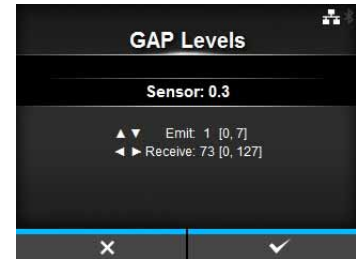 GAP Levels
Sensor: 0.3
▲ ▼ Emit: 1 [0, 7]
◄ ► Receive: 73 [0, 127]